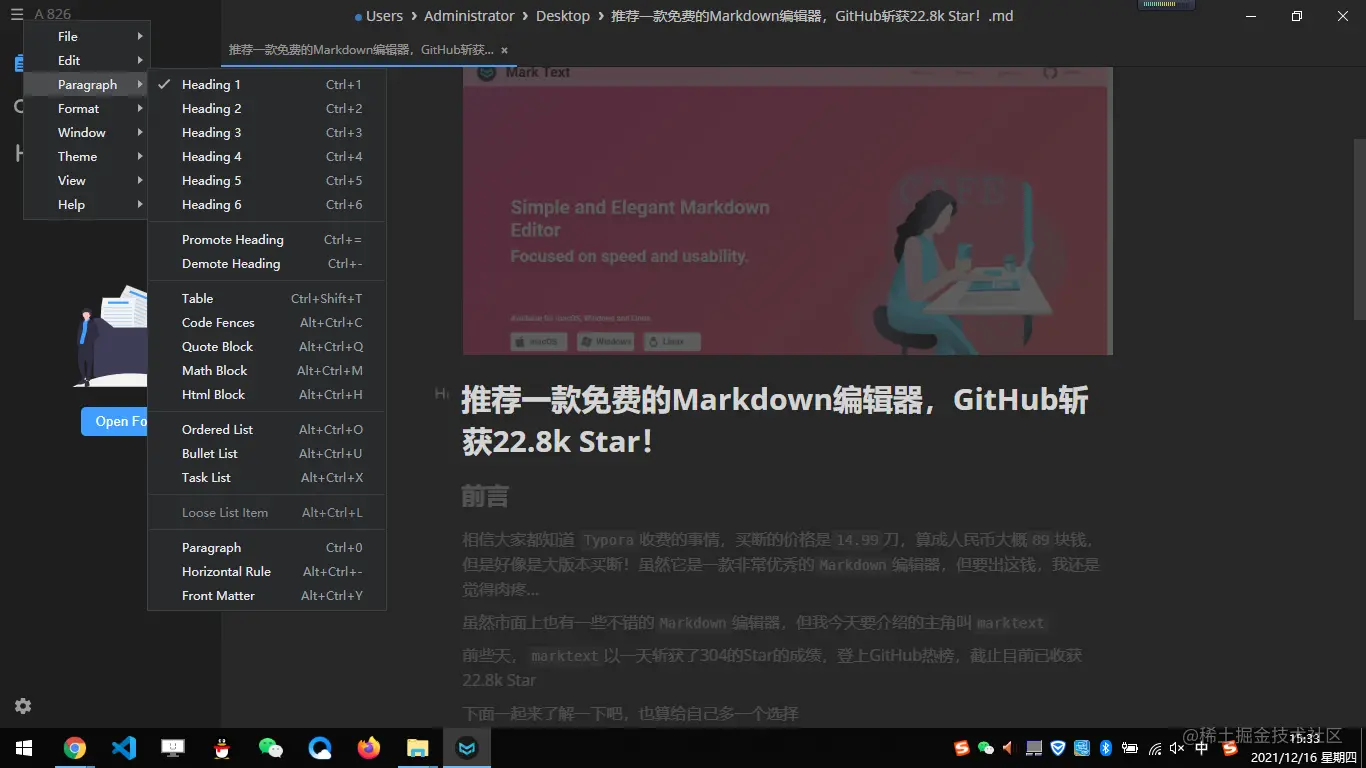 A 826
Users › Administrator › Desktop › 推荐一款免费的Markdown编辑器，GitHub斩获22.8k Star！.md
推荐一款免费的Markdown编辑器，GitHub斩获... ×
File
Edit
Paragraph
Format
Window
Theme
View
Help
Heading 1 Ctrl+1
Heading 2 Ctrl+2
Heading 3 Ctrl+3
Heading 4 Ctrl+4
Heading 5 Ctrl+5
Heading 6 Ctrl+6
Promote Heading Ctrl+=
Demote Heading Ctrl+-
Table Ctrl+Shift+T
Code Fences Alt+Ctrl+C
Quote Block Alt+Ctrl+Q
Math Block Alt+Ctrl+M
Html Block Alt+Ctrl+H
Ordered List Alt+Ctrl+O
Bullet List Alt+Ctrl+U
Task List Alt+Ctrl+X
Loose List Item Alt+Ctrl+L
Paragraph Ctrl+0
Horizontal Rule Alt+Ctrl+-
Front Matter Alt+Ctrl+Y
Open Fo
Mark Text
CAFE
Simple and Elegant Markdown
Editor
Focused on speed and usability.
Available for macOS, Windows and Linux.
macOS Windows Linux
推荐一款免费的Markdown编辑器，GitHub斩
获22.8k Star！
前言
相信大家都知道 Typora 收费的事情，买断的价格是 14.99 刀，算成人民币大概 89 块钱，
但是好像是大版本买断！虽然它是一款非常优秀的 Markdown 编辑器，但要出这钱，我还是
觉得肉疼...
虽然市面上也有一些不错的 Markdown 编辑器，但我今天要介绍的主角叫 marktext
前些天， marktext 以一天斩获了304的Star的成绩，登上GitHub热榜，截止目前已收获
22.8k Star
下面一起来了解一下吧，也算给自己多一个选择
@稀土掘金技术社区
中
15:33
2021/12/16 星期四